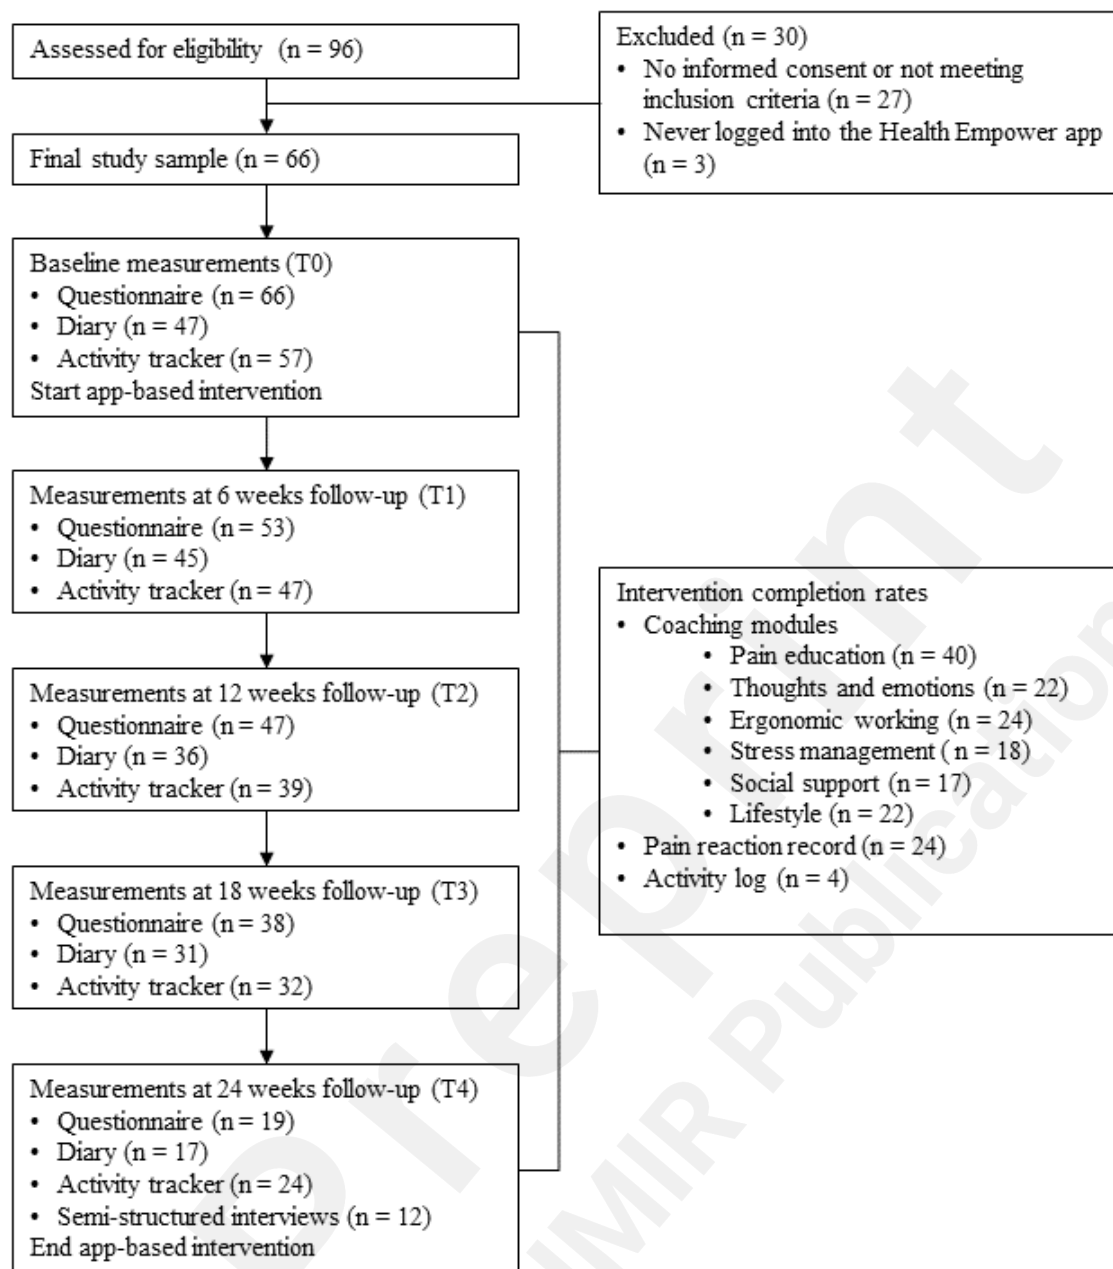 Assessed for eligibility (n = 96)
Excluded (n = 30)
• No informed consent or not meeting
inclusion criteria (n = 27)
• Never logged into the Health Empower app
(n = 3)
Final study sample (n = 66)
Baseline measurements (T0)
• Questionnaire (n = 66)
• Diary (n = 47)
• Activity tracker (n = 57)
Start app-based intervention
Measurements at 6 weeks follow-up (T1)
• Questionnaire (n = 53)
• Diary (n = 45)
• Activity tracker (n = 47)
Measurements at 12 weeks follow-up (T2)
• Questionnaire (n = 47)
• Diary (n = 36)
• Activity tracker (n = 39)
Measurements at 18 weeks follow-up (T3)
• Questionnaire (n = 38)
• Diary (n = 31)
• Activity tracker (n = 32)
Measurements at 24 weeks follow-up (T4)
• Questionnaire (n = 19)
• Diary (n = 17)
• Activity tracker (n = 24)
• Semi-structured interviews (n = 12)
End app-based intervention
Intervention completion rates
• Coaching modules
• Pain education (n = 40)
• Thoughts and emotions (n = 22)
• Ergonomic working (n = 24)
• Stress management ( n = 18)
• Social support (n = 17)
• Lifestyle (n = 22)
• Pain reaction record (n = 24)
• Activity log (n = 4)
Preprint
JMIR Publication